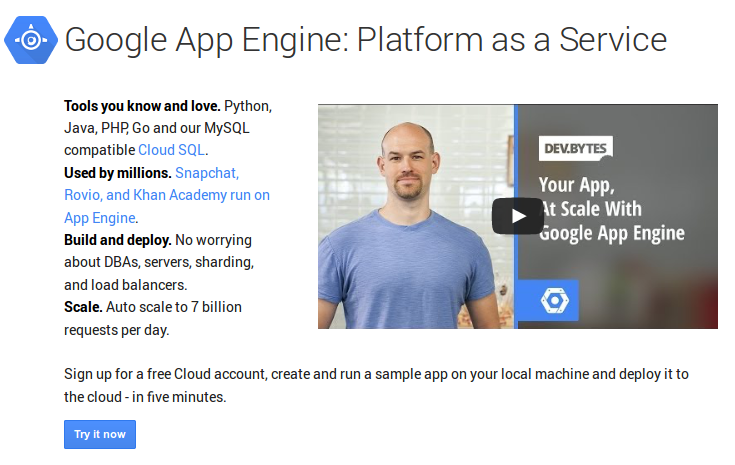 Google App Engine: Platform as a Service
Tools you know and love. Python,
Java, PHP, Go and our MySQL
compatible Cloud SQL.
Used by millions. Snapchat,
Rovio, and Khan Academy run on
App Engine.
Build and deploy. No worrying
about DBAs, servers, sharding,
and load balancers.
Scale. Auto scale to 7 billion
requests per day.
DEV.BYTES
Your App,
At Scale With
Google App Engine
Sign up for a free Cloud account, create and run a sample app on your local machine and deploy it to
the cloud - in five minutes.
Try it now